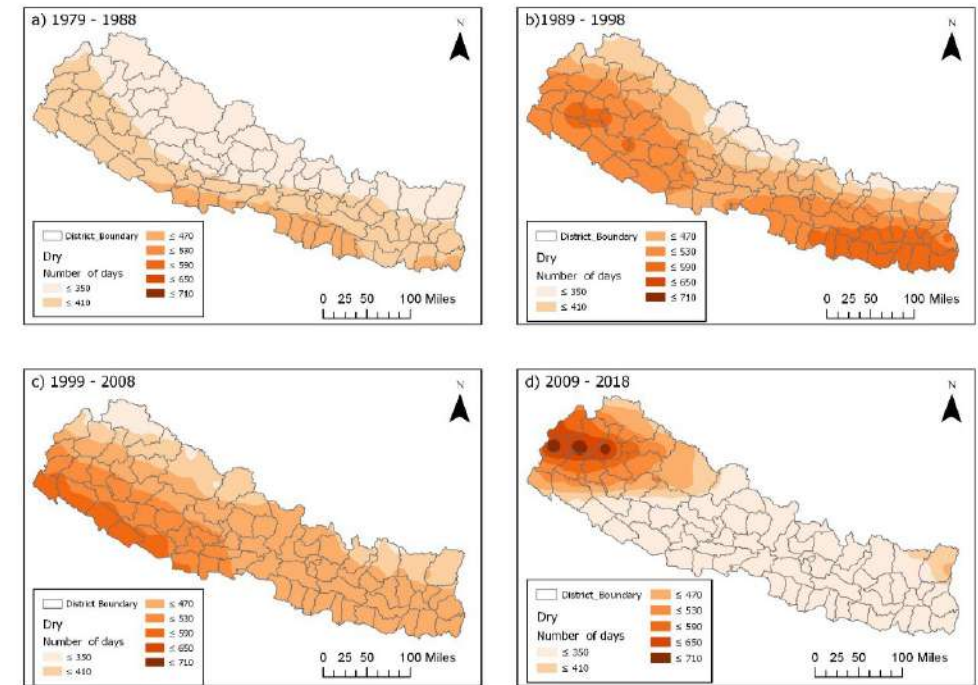 a) 1979 - 1988
N
District_Boundary
Dry
Number of days
≤ 350
≤ 410
≤ 470
≤ 530
≤ 590
≤ 650
≤ 710
0 25 50 100 Miles
b)1989 - 1998
N
District_Boundary
Dry
Number of days
≤ 350
≤ 410
≤ 470
≤ 530
≤ 590
≤ 650
≤ 710
0 25 50 100 Miles
c) 1999 - 2008
N
District Boundary
Dry
Number of days
≤ 350
≤ 410
≤ 470
≤ 530
≤ 590
≤ 650
≤ 710
0 25 50 100 Miles
d) 2009 - 2018
N
District_Boundary
Dry
Number of days
≤ 350
≤ 410
≤ 470
≤ 530
≤ 590
≤ 650
≤ 710
0 25 50 100 Miles